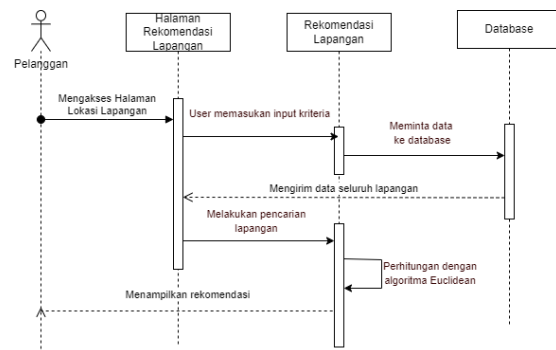 Halaman
Rekomendasi
Lapangan
Rekomendasi
Lapangan
Database
Pelanggan
Mengakses Halaman
Lokasi Lapangan
User memasukan input kriteria
Meminta data
ke database
Mengirim data seluruh lapangan
Melakukan pencarian
lapangan
Perhitungan dengan
algoritma Euclidean
Menampilkan rekomendasi